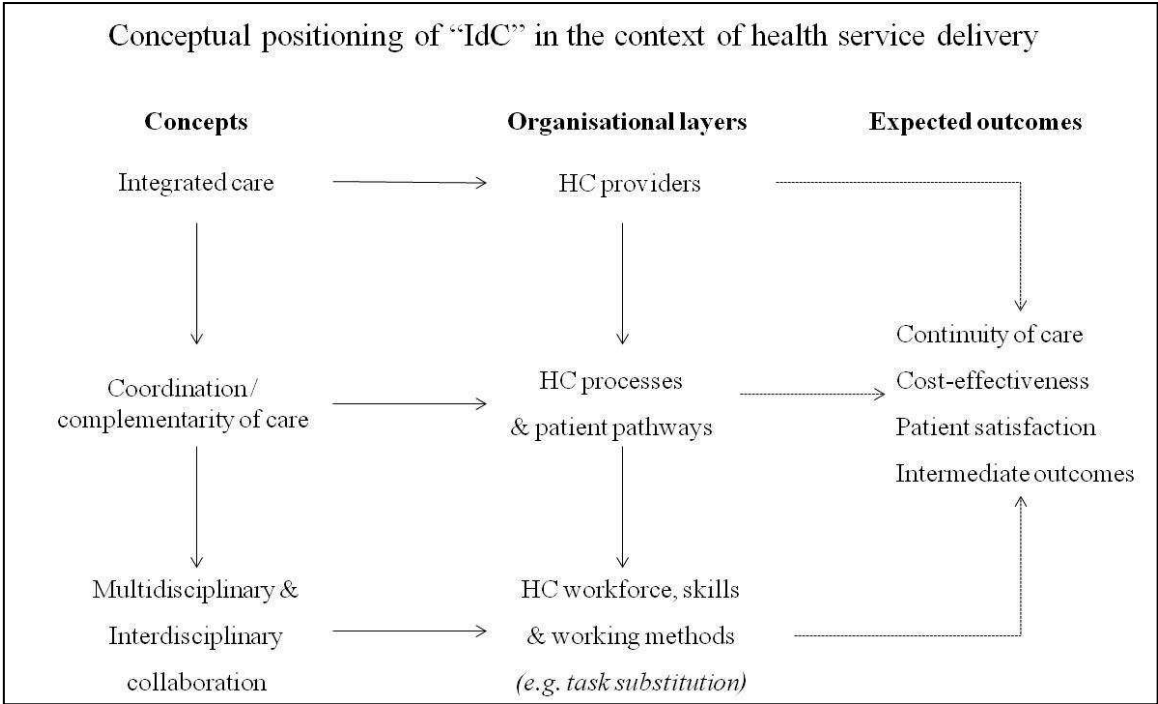 Conceptual positioning of “IdC” in the context of health service delivery
Concepts
Organisational layers
Expected outcomes
Integrated care
HC providers
Continuity of care
Cost-effectiveness
Patient satisfaction
Intermediate outcomes
Coordination /
complementarity of care
HC processes
& patient pathways
Multidisciplinary &
Interdisciplinary
collaboration
HC workforce, skills
& working methods
(e.g. task substitution)